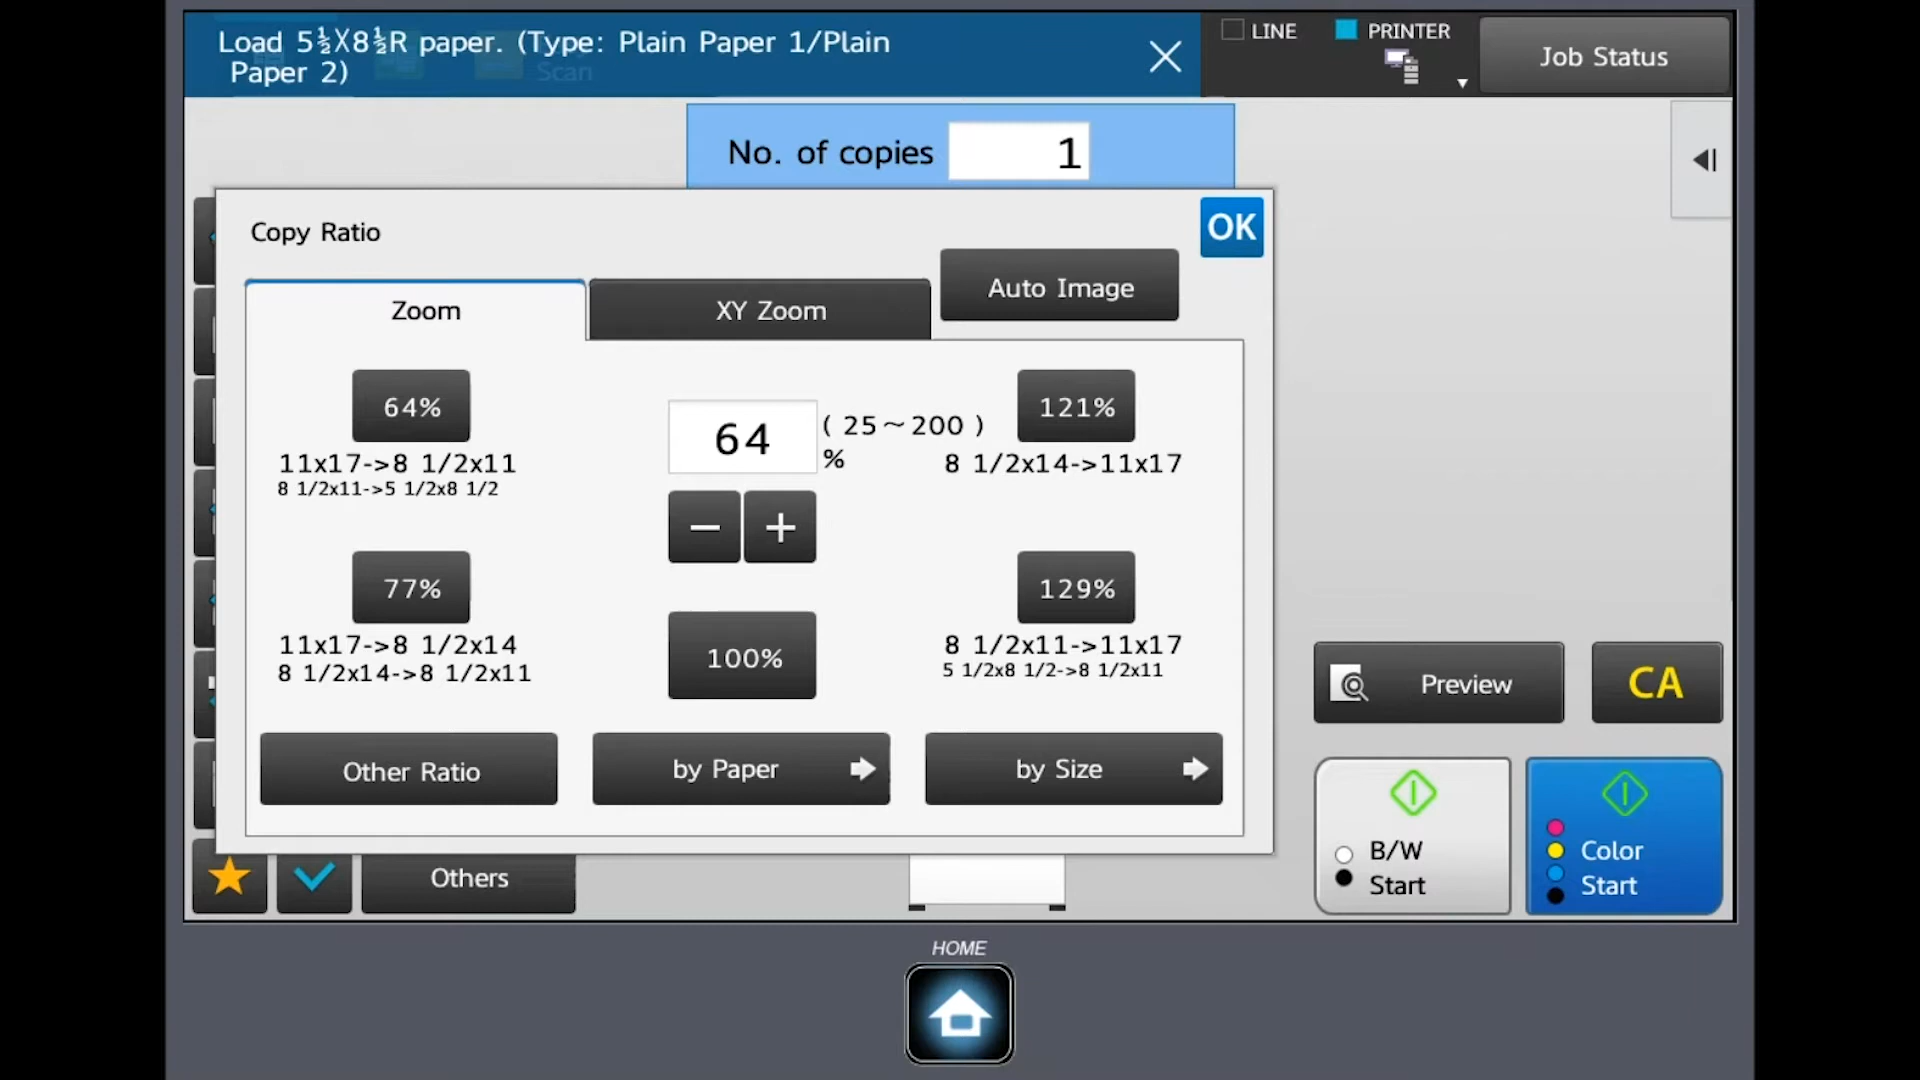 Load 5½X8½R paper. (Type: Plain Paper 1/Plain
Paper 2)
Scan
LINE
PRINTER
Job Status
No. of copies 1
Copy Ratio
OK
Zoom
XY Zoom
Auto Image
64%
11x17->8 1/2x11
8 1/2x11->5 1/2x8 1/2
64
( 25~200 )
%
121%
8 1/2x14->11x17
− +
77%
11x17->8 1/2x14
8 1/2x14->8 1/2x11
100%
129%
8 1/2x11->11x17
5 1/2x8 1/2->8 1/2x11
Other Ratio
by Paper
by Size
Preview
CA
B/W
Start
Color
Start
Others
HOME